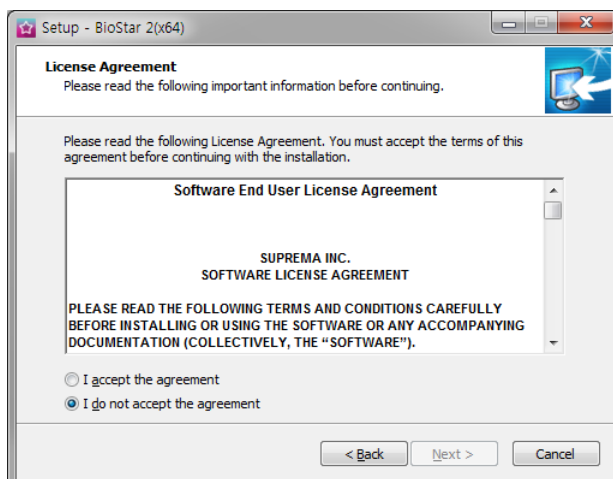 Setup - BioStar 2(x64)
License Agreement
Please read the following important information before continuing.
Please read the following License Agreement. You must accept the terms of this
agreement before continuing with the installation.
Software End User License Agreement
SUPREMA INC.
SOFTWARE LICENSE AGREEMENT
PLEASE READ THE FOLLOWING TERMS AND CONDITIONS CAREFULLY
BEFORE INSTALLING OR USING THE SOFTWARE OR ANY ACCOMPANYING
DOCUMENTATION (COLLECTIVELY, THE “SOFTWARE”).
I accept the agreement
I do not accept the agreement
< Back Next > Cancel